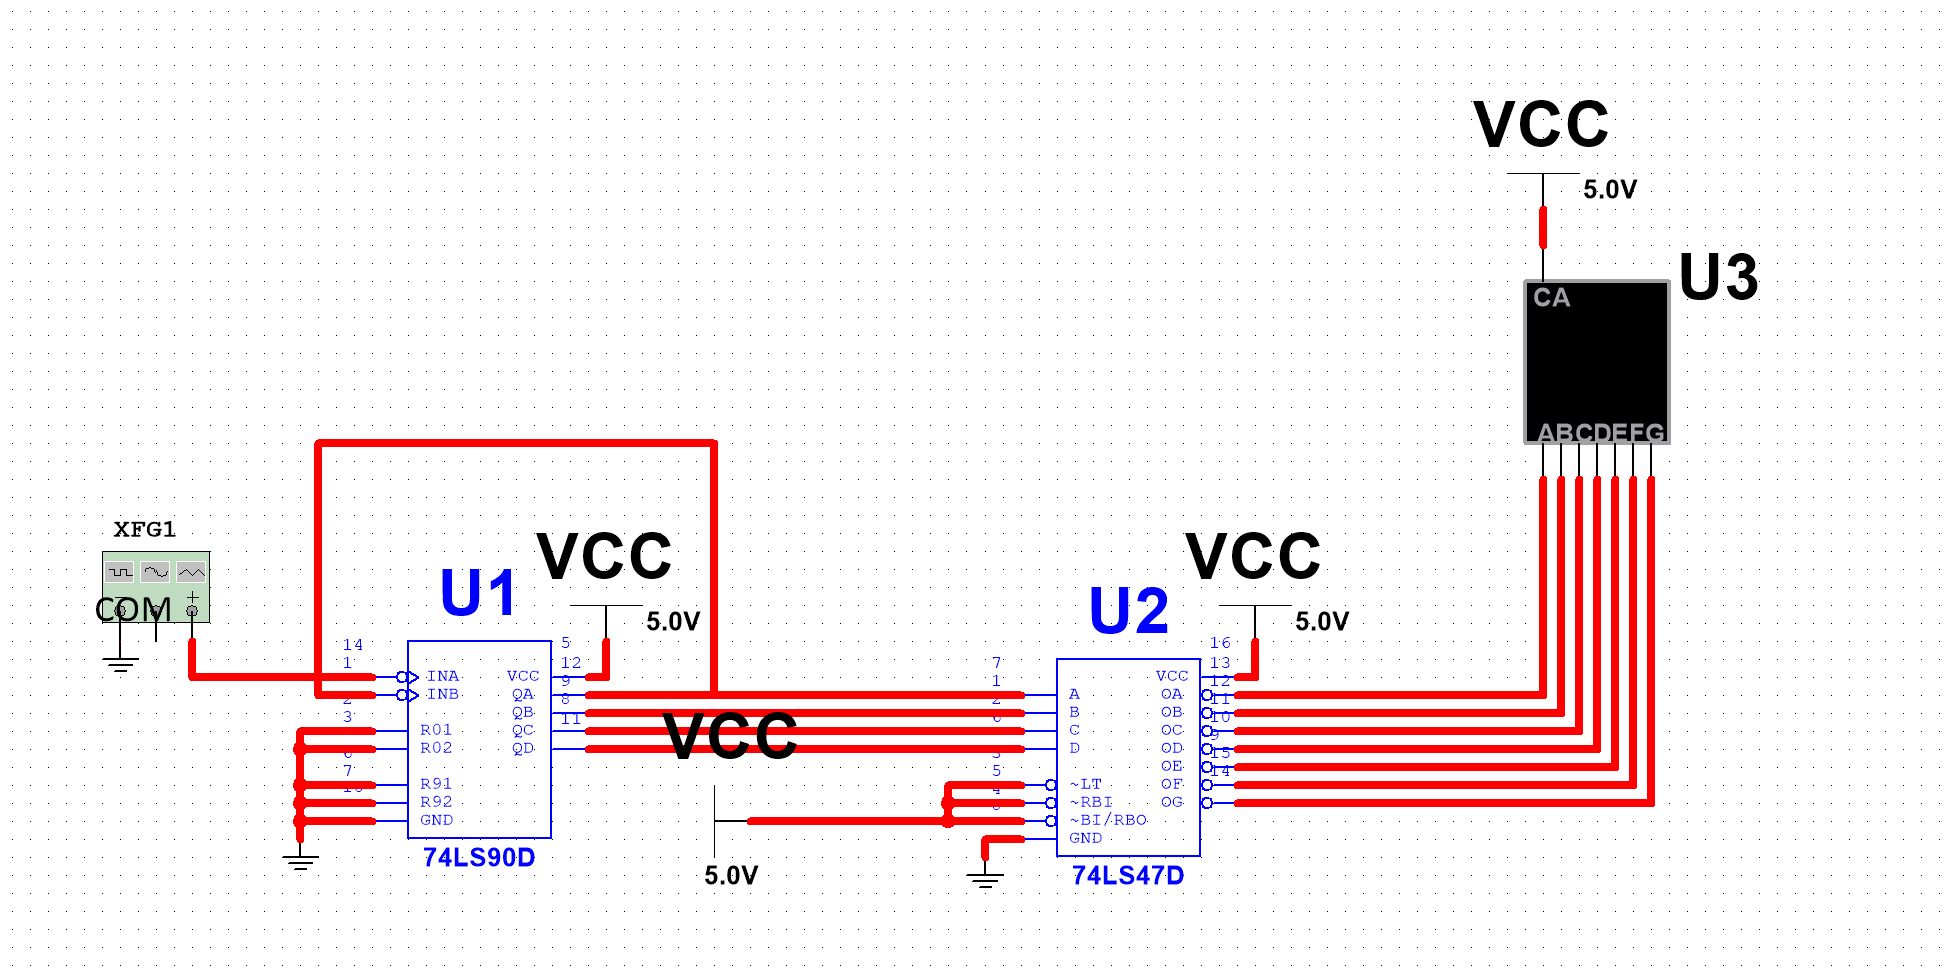 VCC
5.0V
U3
CA
ABCDEFG
XFG1
COM
U1
VCC
5.0V
14
1
2
3
6
7
10
INA
INB
R01
R02
R91
R92
GND
VCC
QA
QB
QC
QD
5
12
9
8
11
74LS90D
VCC
5.0V
U2
VCC
5.0V
7
1
2
6
3
5
4
A
B
C
D
~LT
~RBI
~BI/RBO
GND
VCC
OA
OB
OC
OD
OE
OF
OG
16
13
12
11
10
9
15
14
74LS47D